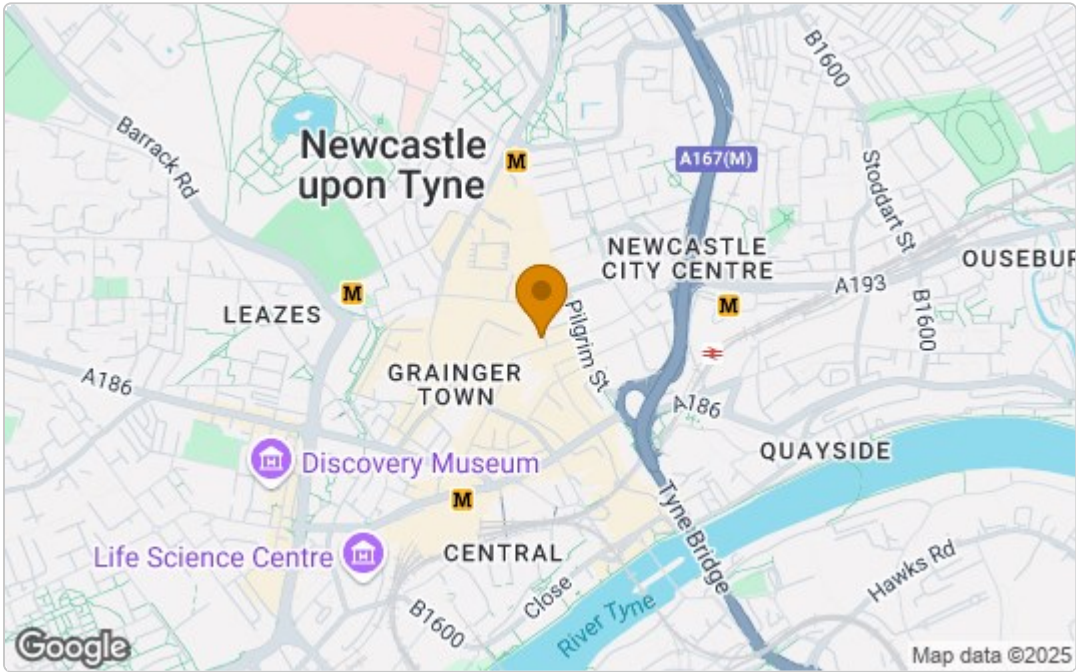 B1600
Barrack Rd
Newcastle
upon Tyne
M
A167(M)
Stoddart St
NEWCASTLE
CITY CENTRE
OUSEBUR
A193
M
M
LEAZES
Pilgrim St
B1600
GRAINGER
TOWN
A186
A186
QUAYSIDE
Discovery Museum
M
Tyne Bridge
Life Science Centre
CENTRAL
Close
Hawks Rd
B1600
River Tyne
Google
Map data ©2025